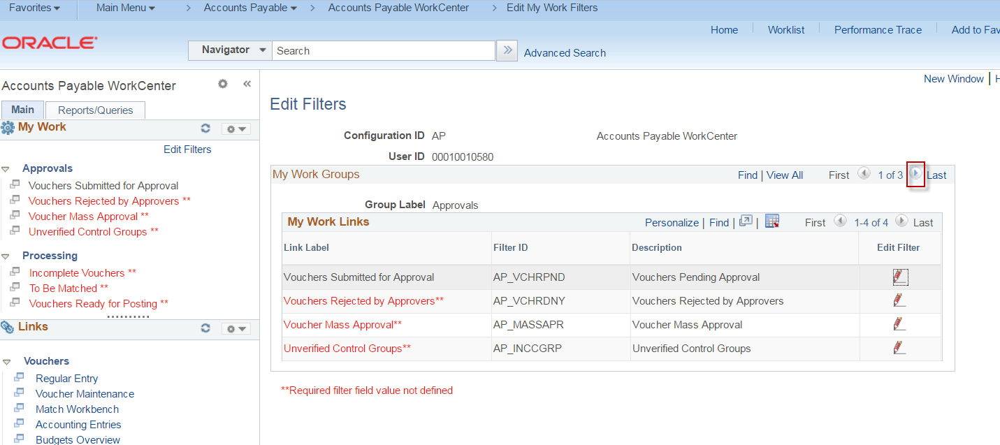 Favorites Main Menu > Accounts Payable > Accounts Payable WorkCenter > Edit My Work Filters
Home Worklist Performance Trace Add to Fav
ORACLE
Navigator Search Advanced Search
New Window | H
Accounts Payable WorkCenter
Main Reports/Queries
My Work
Edit Filters
Approvals
Vouchers Submitted for Approval
Vouchers Rejected by Approvers **
Voucher Mass Approval **
Unverified Control Groups **
Processing
Incomplete Vouchers **
To Be Matched **
Vouchers Ready for Posting **
Links
Vouchers
Regular Entry
Voucher Maintenance
Match Workbench
Accounting Entries
Budgets Overview
Edit Filters
Configuration ID AP Accounts Payable WorkCenter
User ID 00010010580
My Work Groups Find | View All First 1 of 3 Last
Group Label Approvals
My Work Links Personalize | Find | | First 1-4 of 4 Last
Link Label Filter ID Description Edit Filter
Vouchers Submitted for Approval AP_VCHRPND Vouchers Pending Approval
Vouchers Rejected by Approvers** AP_VCHRDNY Vouchers Rejected by Approvers
Voucher Mass Approval** AP_MASSAPR Voucher Mass Approval
Unverified Control Groups** AP_INCCGRP Unverified Control Groups
**Required filter field value not defined